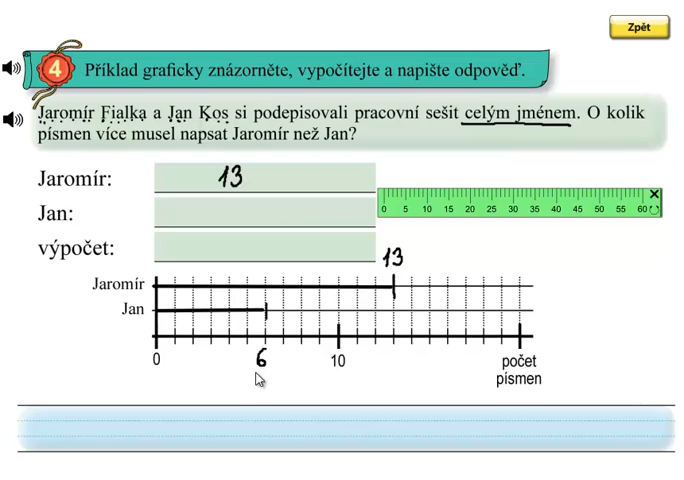 Zpět
4 Příklad graficky znázorněte, vypočítejte a napište odpověď.
Jaromír Fialka a Jan Kos si podepisovali pracovní sešit celým jménem. O kolik
písmen více musel napsat Jaromír než Jan?
Jaromír: 13
Jan:
0 5 10 15 20 25 30 35 40 45 50 55 60
výpočet:
13
Jaromír
Jan
0 6 10 počet
písmen